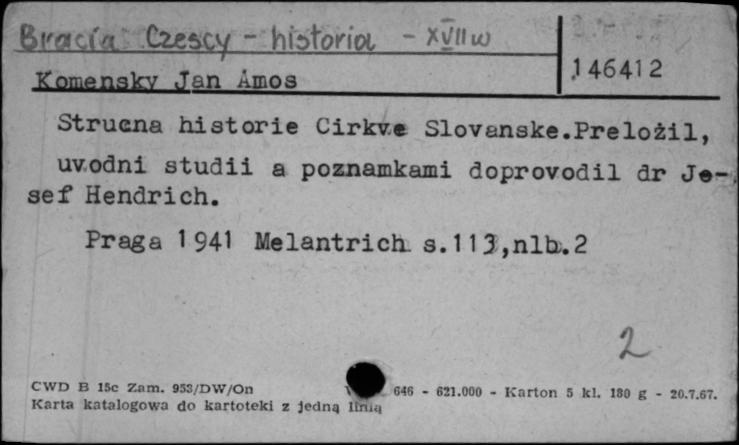 Bracia Czescy - historia - XVII w
146412
Komensky Jan Amos
Strucna historie Cirkve Slovanske.Preložil,
uvodni studii a poznamkami doprovodil dr Je-
sef Hendrich.
Praga 1941 Melantrich s.113,nlb.2
2
CWD B 15c Zam. 953/DW/On 646 - 621.000 - Karton 5 kl. 180 g - 20.7.67.
Karta katalogowa do kartoteki z jedną linią